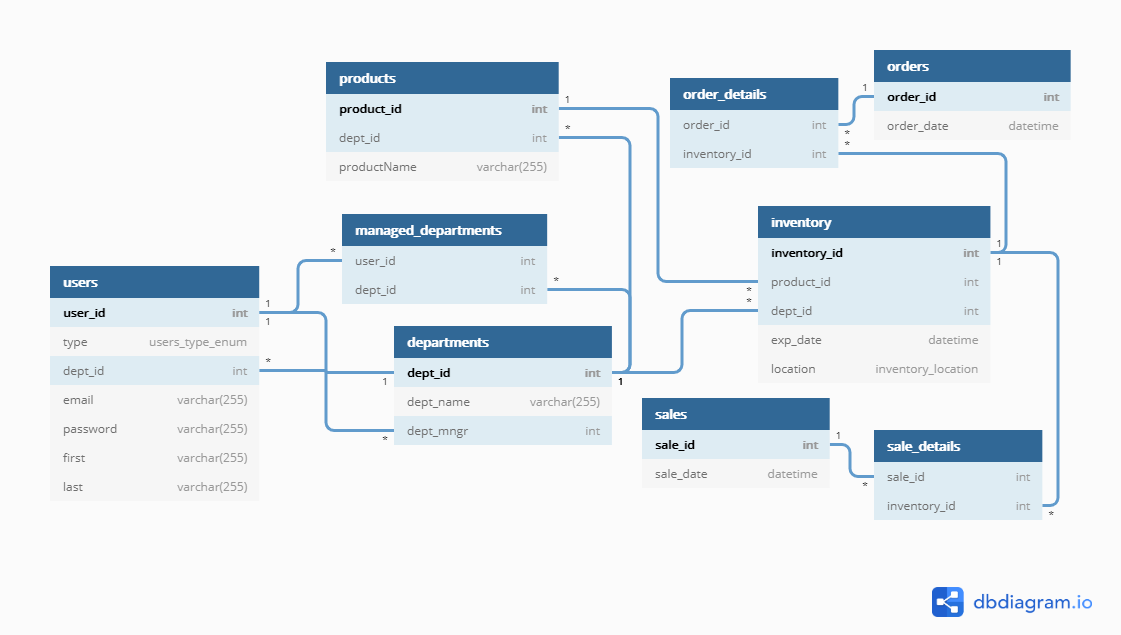 products
product_id int
dept_id int
productName varchar(255)
1
*
order_details
order_id int
inventory_id int
*
*
orders
order_id int
order_date datetime
1
managed_departments
user_id int
dept_id int
*
*
inventory
inventory_id int
product_id int
dept_id int
exp_date datetime
location inventory_location
1
1
*
*
users
user_id int
type users_type_enum
dept_id int
email varchar(255)
password varchar(255)
first varchar(255)
last varchar(255)
1
1
*
departments
dept_id int
dept_name varchar(255)
dept_mngr int
1
1
*
sales
sale_id int
sale_date datetime
1
sale_details
sale_id int
inventory_id int
*
*
dbdiagram.io